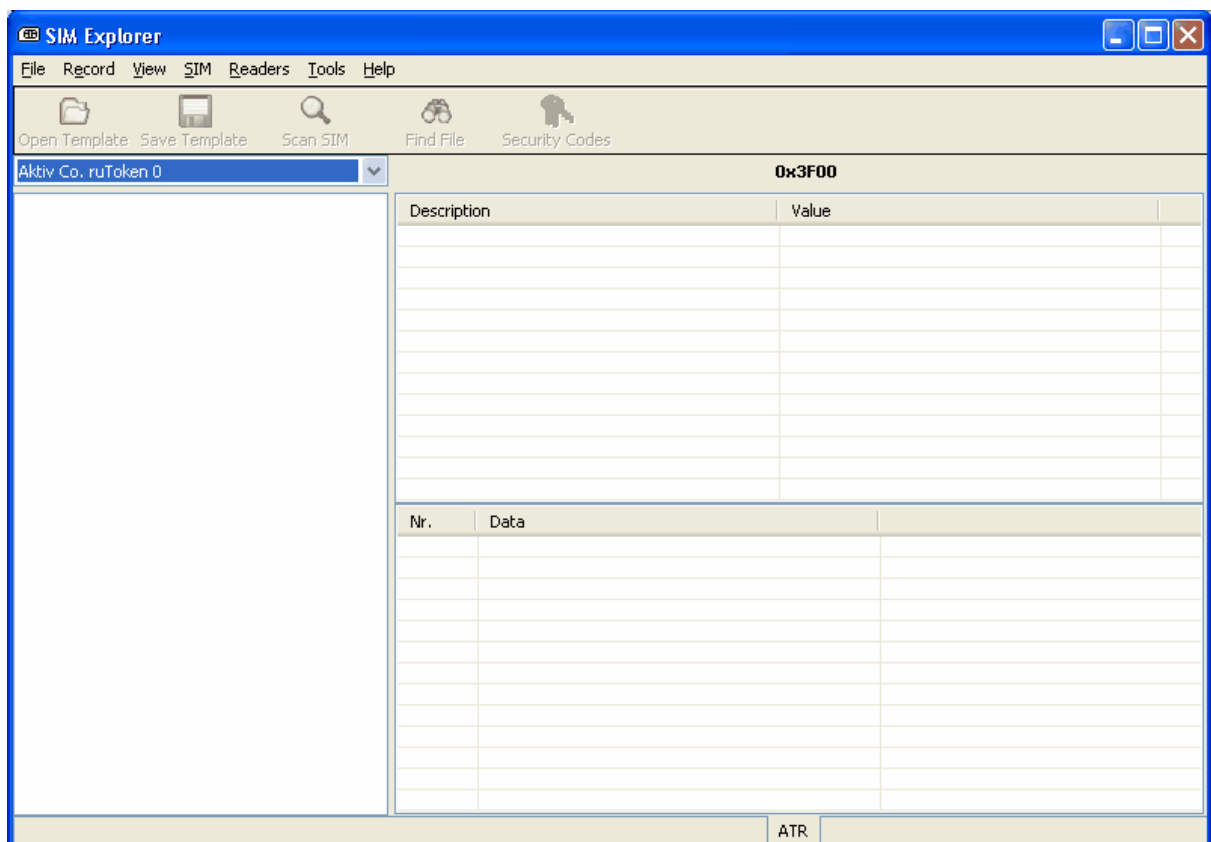 SIM Explorer
File Record View SIM Readers Tools Help
Open Template Save Template Scan SIM Find File Security Codes
Aktiv Co. ruToken 0
0x3F00
Description Value
Nr. Data
ATR